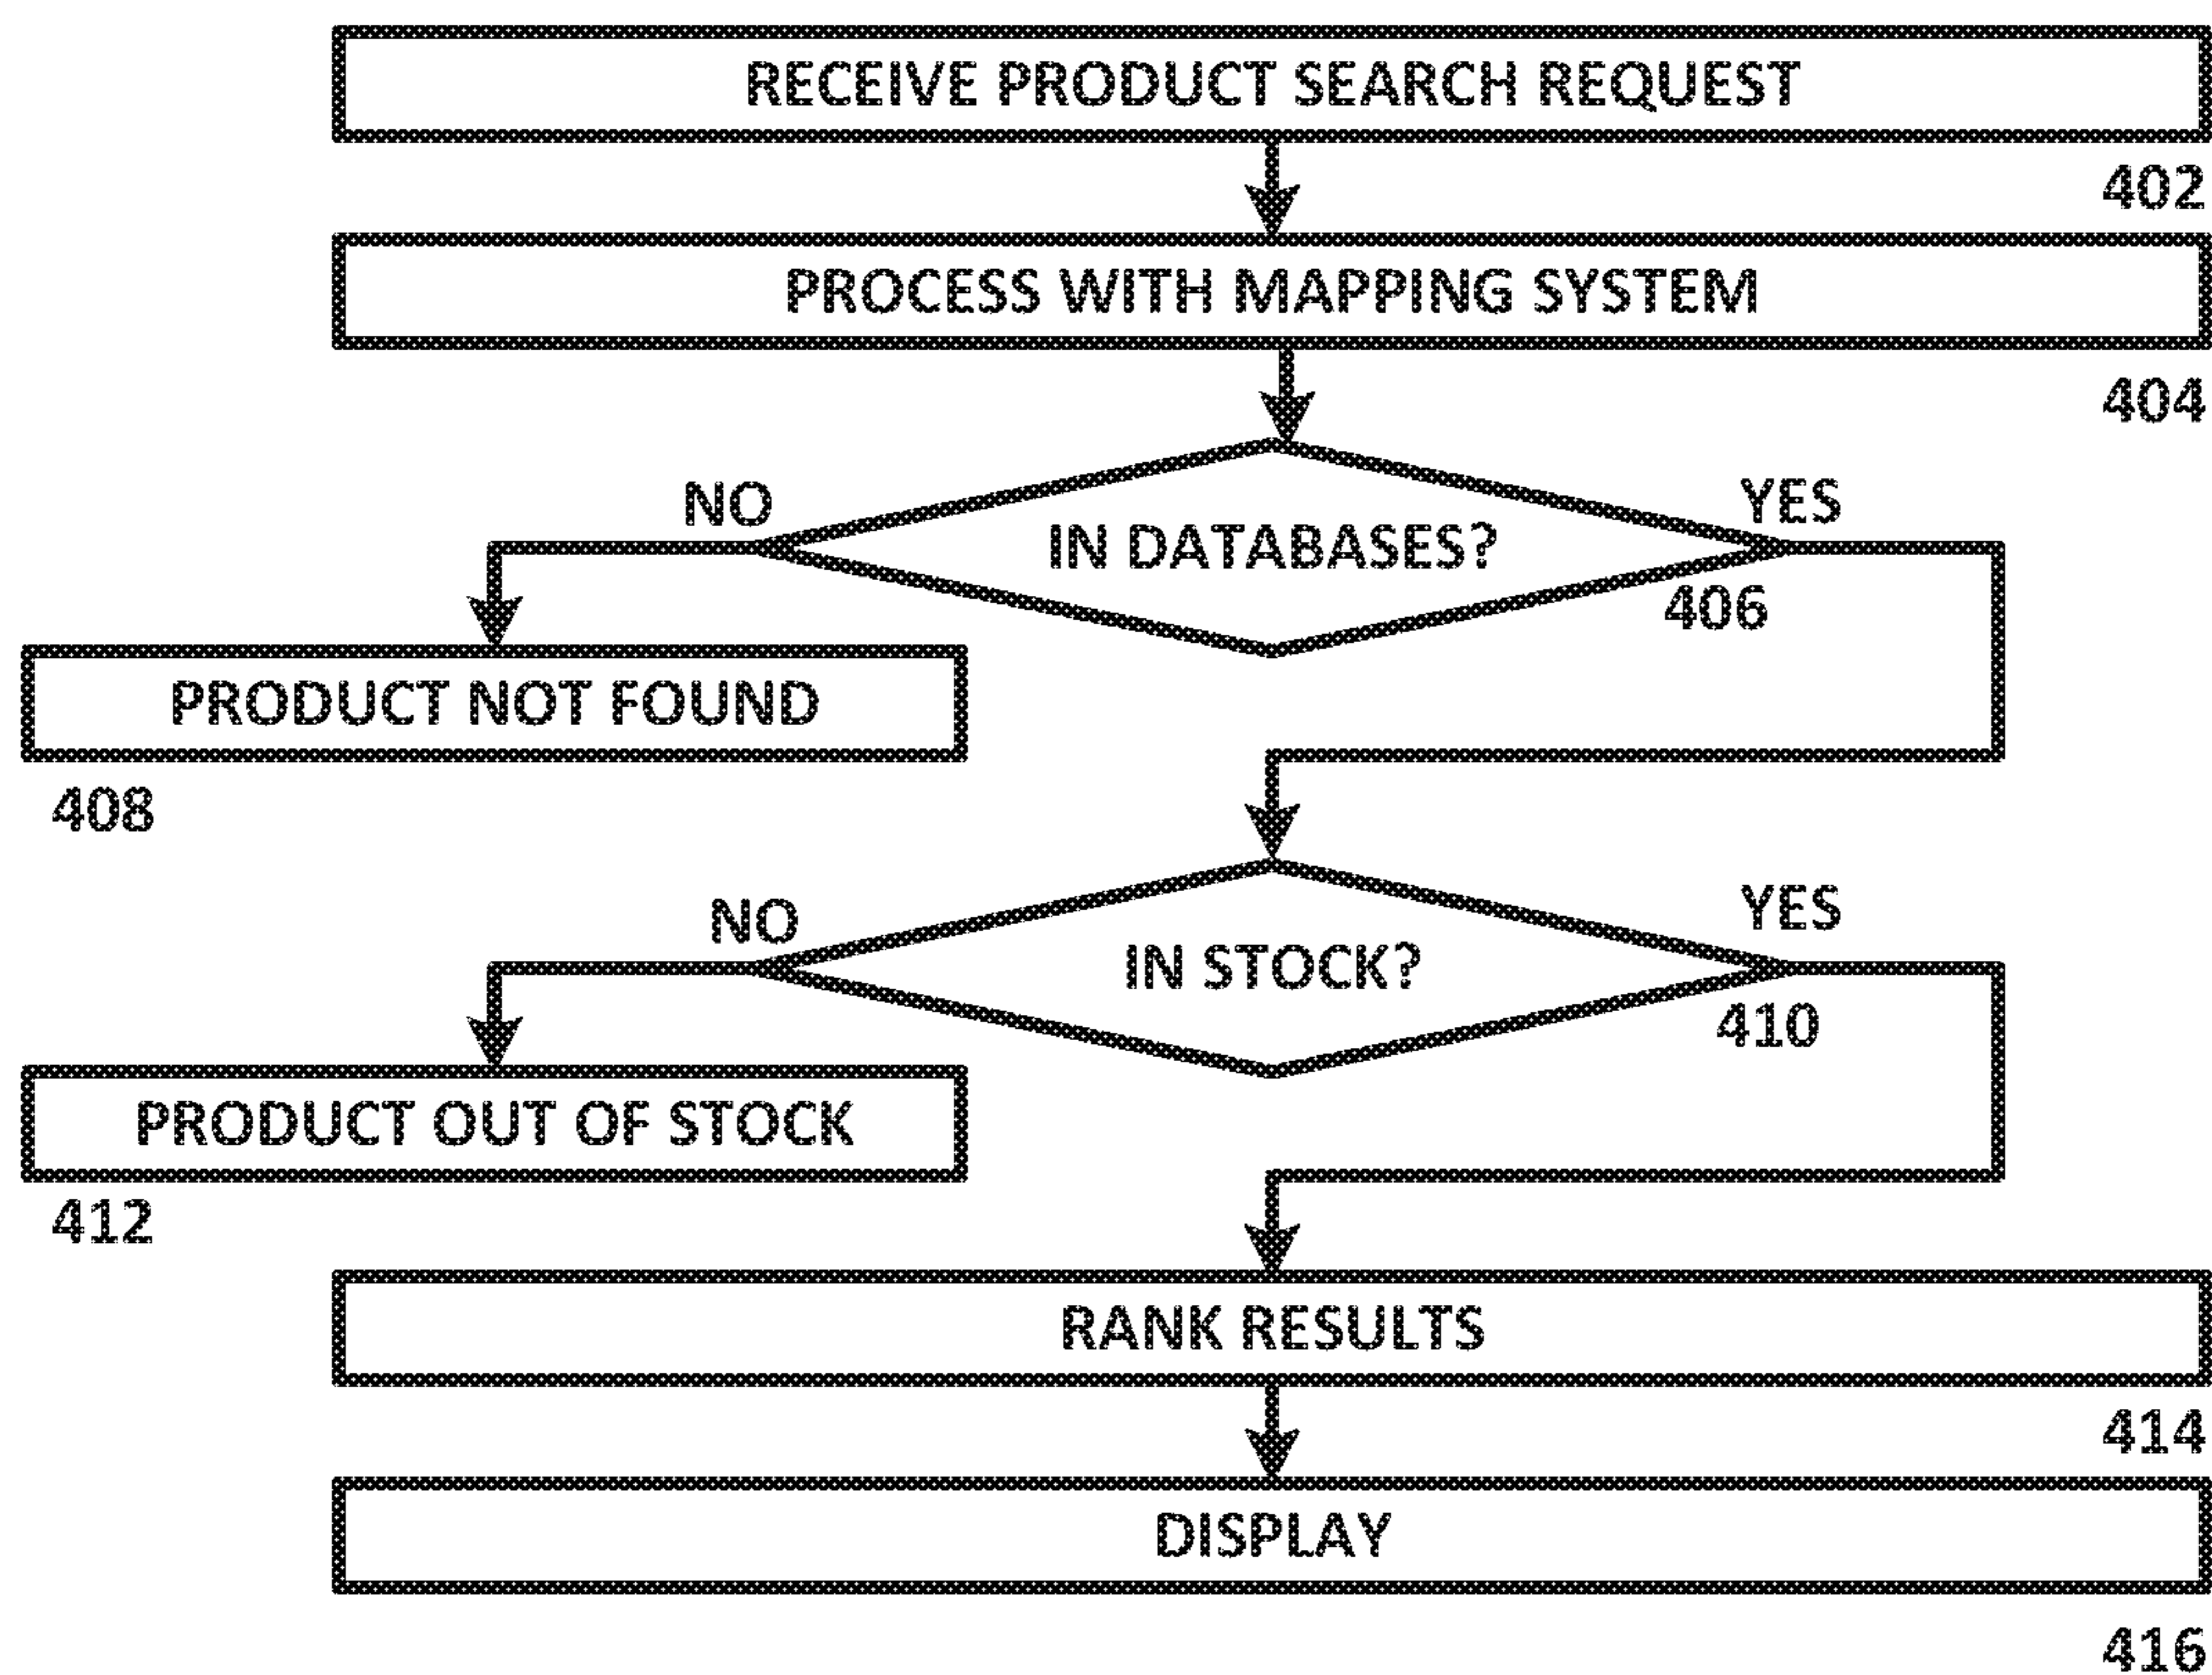 RECEIVE PRODUCT SEARCH REQUEST
402
PROCESS WITH MAPPING SYSTEM
404
NO
YES
IN DATABASES?
406
PRODUCT NOT FOUND
408
NO
YES
IN STOCK?
410
PRODUCT OUT OF STOCK
412
RANK RESULTS
414
DISPLAY
416